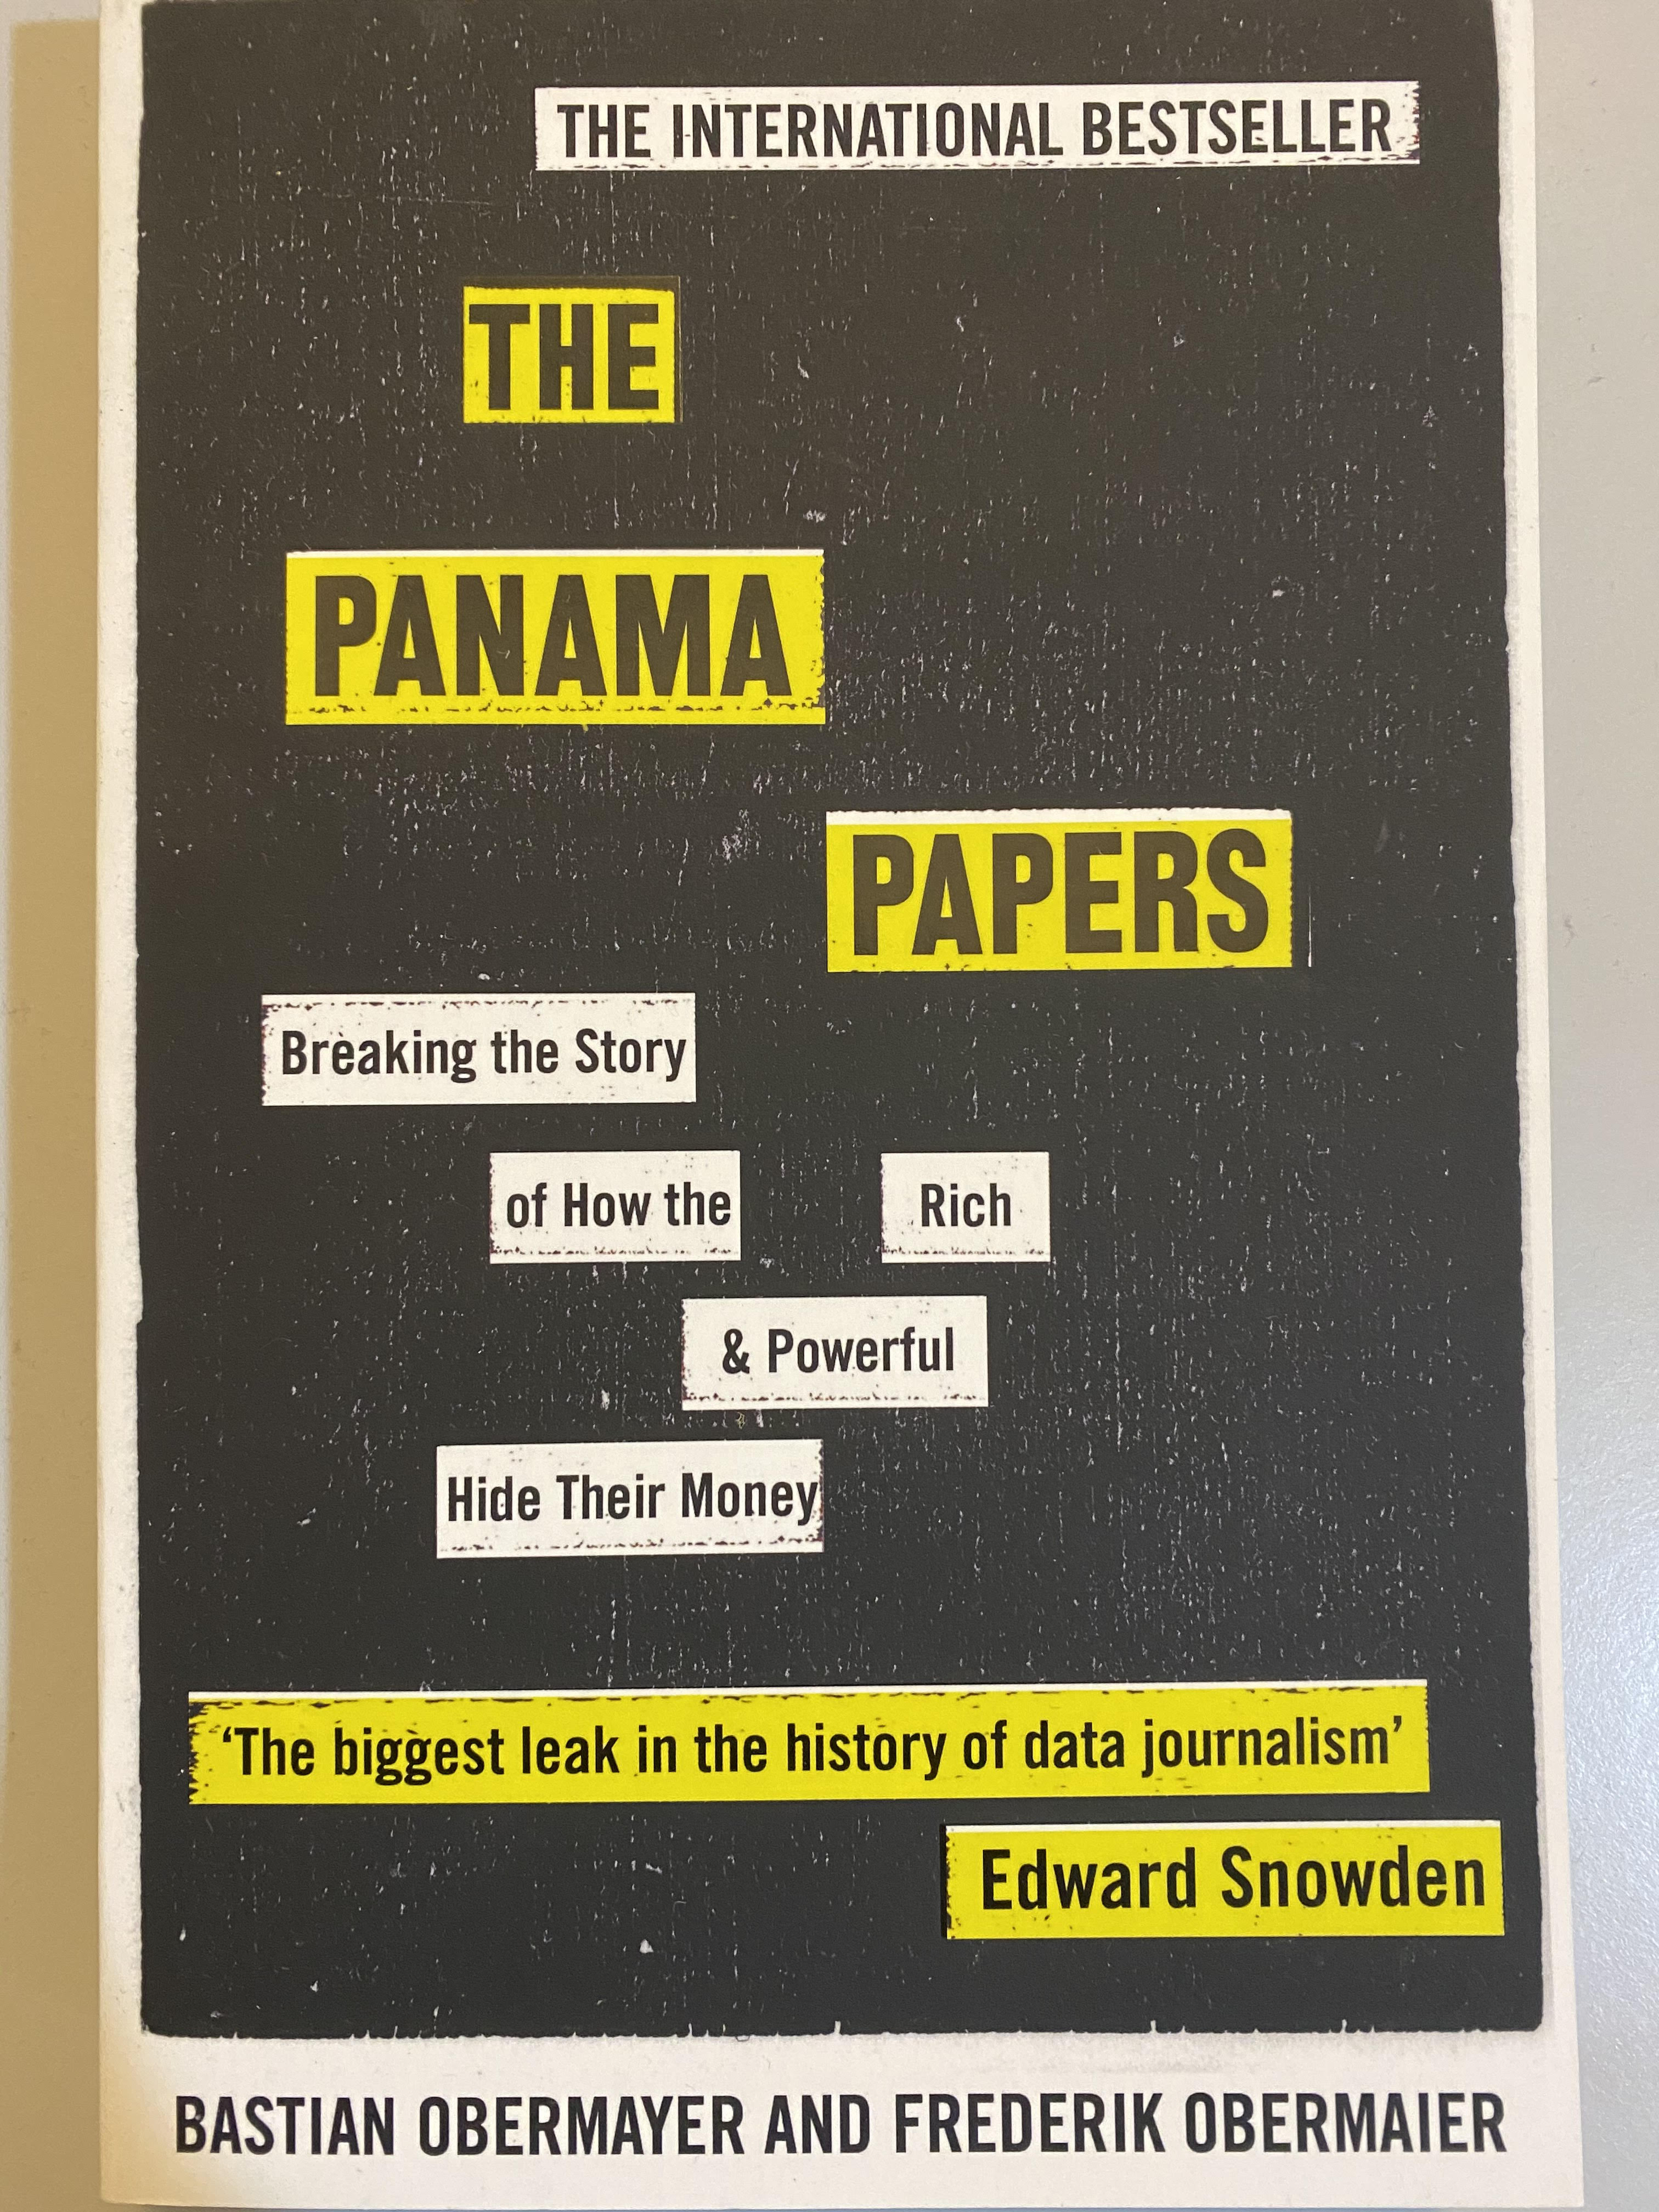 THE INTERNATIONAL BESTSELLER
THE
PANAMA
PAPERS
Breaking the Story
of How the Rich
& Powerful
Hide Their Money
‘The biggest leak in the history of data journalism’
Edward Snowden
BASTIAN OBERMAYER AND FREDERIK OBERMAIER